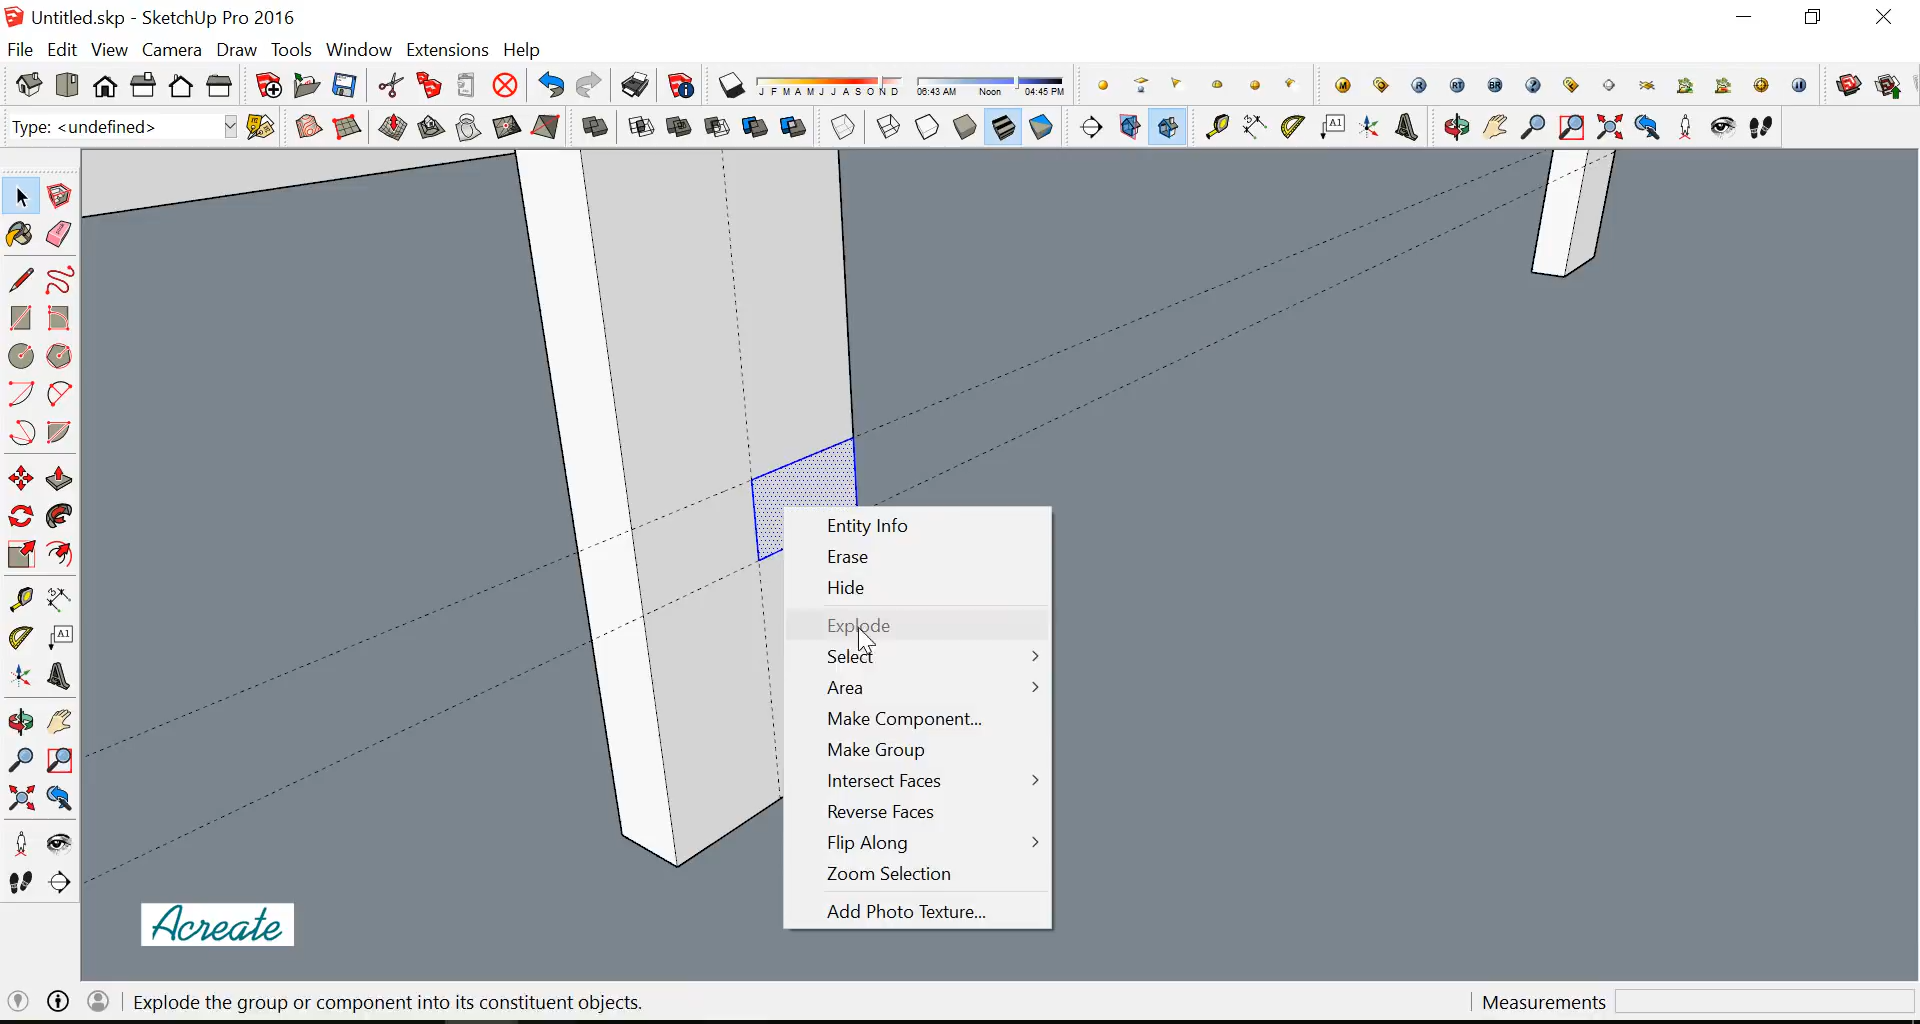 Untitled.skp - SketchUp Pro 2016
File Edit View Camera Draw Tools Window Extensions Help
J F M A M J J A S O N D
06:43 AM Noon 04:45 PM
Type: <undefined>
A1
A1
Entity Info
Erase
Hide
Explode
Select
Area
Make Component...
Make Group
Intersect Faces
Reverse Faces
Flip Along
Zoom Selection
Add Photo Texture...
Acreate
Explode the group or component into its constituent objects.
Measurements